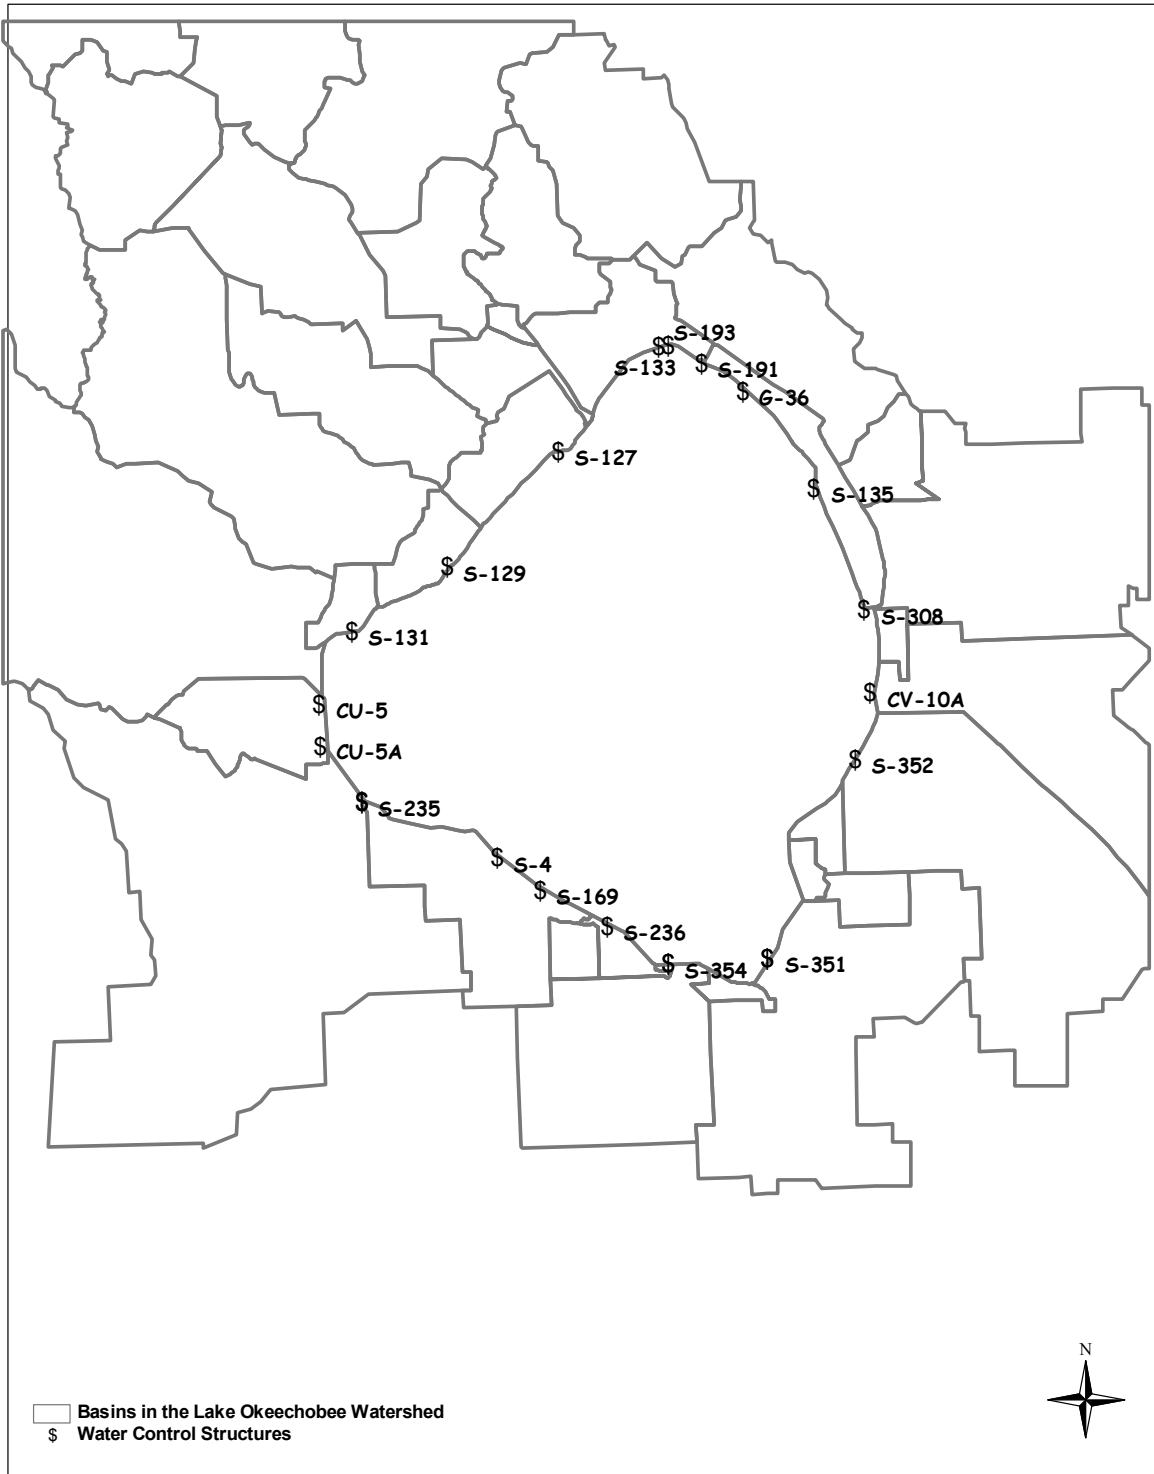 S-193
S-133
S-191
G-36
S-127
S-135
S-129
S-308
S-131
CU-5
CV-10A
CU-5A
S-352
S-235
S-4
S-169
S-236
S-354
S-351
N
Basins in the Lake Okeechobee Watershed
$ Water Control Structures